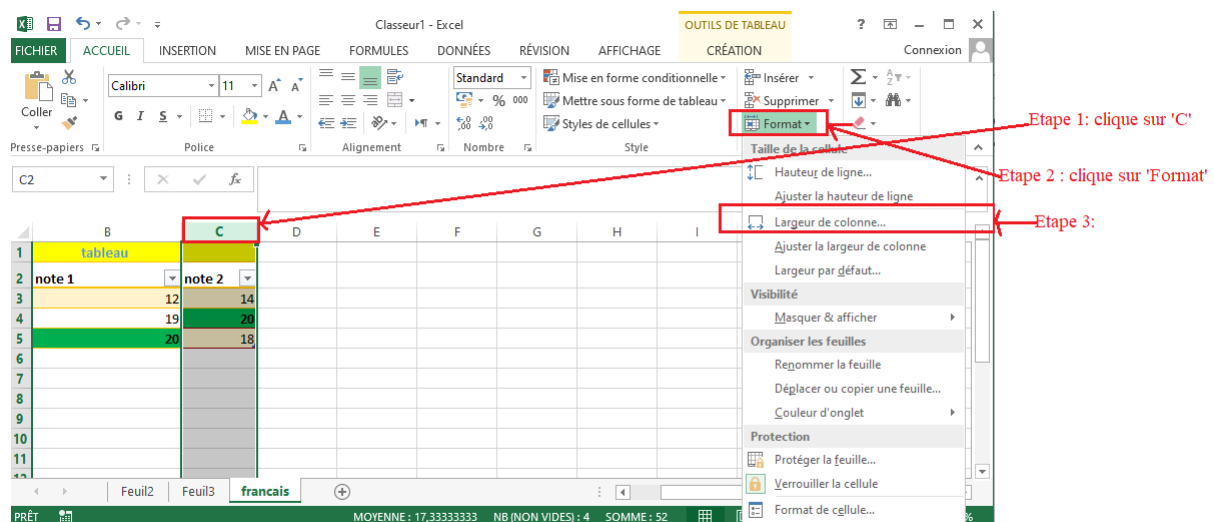 Classeur1 - Excel
OUTILS DE TABLEAU
?
FICHIER ACCUEIL INSERTION MISE EN PAGE FORMULES DONNÉES RÉVISION AFFICHAGE CRÉATION Connexion
Coller
Calibri 11 A A
G I S A
Standard
% 000
Mise en forme conditionnelle
Mettre sous forme de tableau
Styles de cellules
Insérer
Supprimer
Format
Presse-papiers Police Alignement Nombre Style
Etape 1: clique sur 'C'
Etape 2 : clique sur 'Format'
Etape 3:
Taille de la cellule
Hauteur de ligne...
Ajuster la hauteur de ligne
Largeur de colonne...
Ajuster la largeur de colonne
Largeur par défaut...
Visibilité
Masquer & afficher
Organiser les feuilles
Renommer la feuille
Déplacer ou copier une feuille...
Couleur d'onglet
Protection
Protéger la feuille...
Verrouiller la cellule
Format de cellule...
C2 fx
B C D E F G H I
1 tableau
2 note 1 note 2
3 12 14
4 19 20
5 20 18
6
7
8
9
10
11
Feuil2 Feuil3 francais
PRÊT MOYENNE : 17,33333333 NB (NON VIDES) : 4 SOMME : 52 %